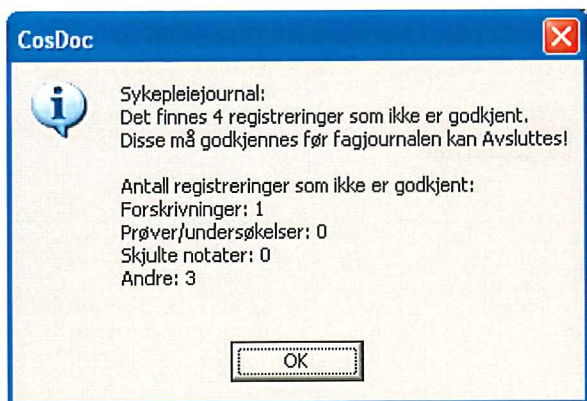 CosDoc
Sykepleiejournal:
Det finnes 4 registreringer som ikke er godkjent.
Disse må godkjennes før fagjournalen kan Avsluttes!
Antall registreringer som ikke er godkjent:
Forskrivninger: 1
Prøver/undersøkelser: 0
Skjulte notater: 0
Andre: 3
OK